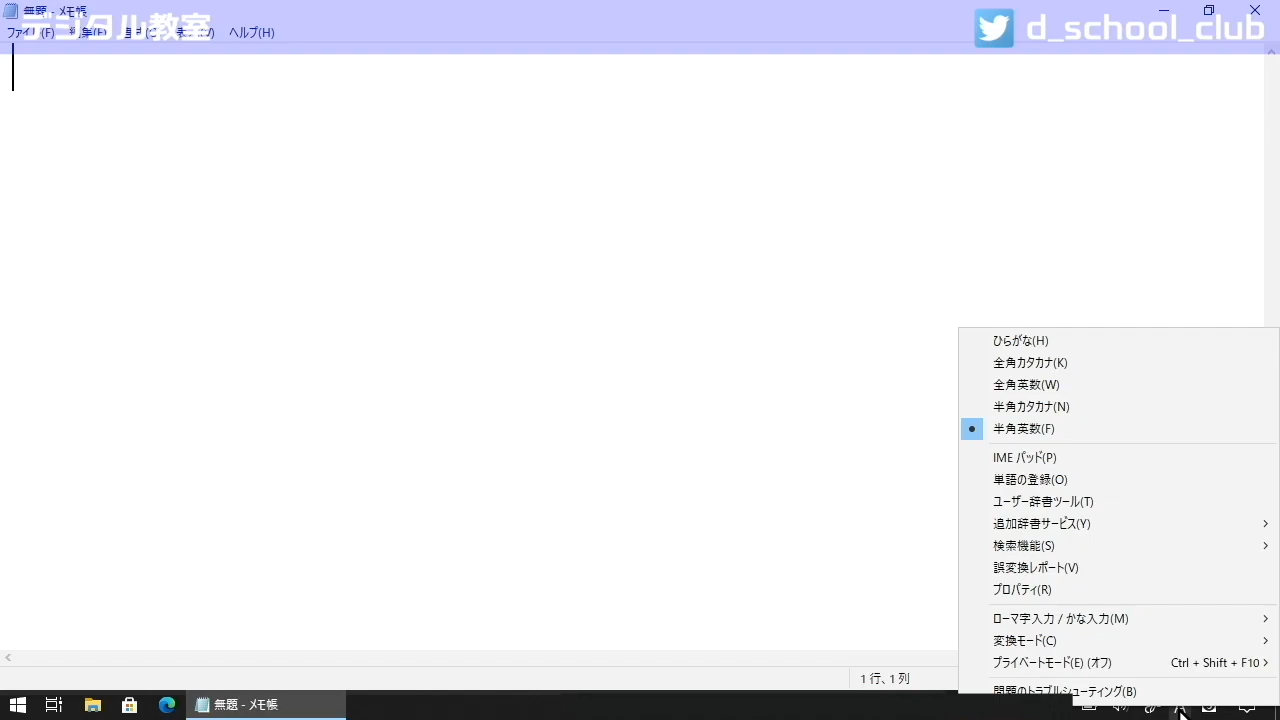 無題 - メモ帳
デジタル教室
d_school_club
ファイル(F) 編集(E) ヘルプ(H)
ひらがな(H)
全角カタカナ(K)
全角英数(W)
半角カタカナ(N)
半角英数(F)
IME パッド(P)
単語の登録(O)
ユーザー辞書ツール(T)
追加辞書サービス(Y)
検索機能(S)
誤変換レポート(V)
プロパティ(R)
ローマ字入力 / かな入力(M)
変換モード(C)
プライベートモード(E) (オフ) Ctrl + Shift + F10
問題のトラブルシューティング(B)
1 行、1 列
無題 - メモ帳
A